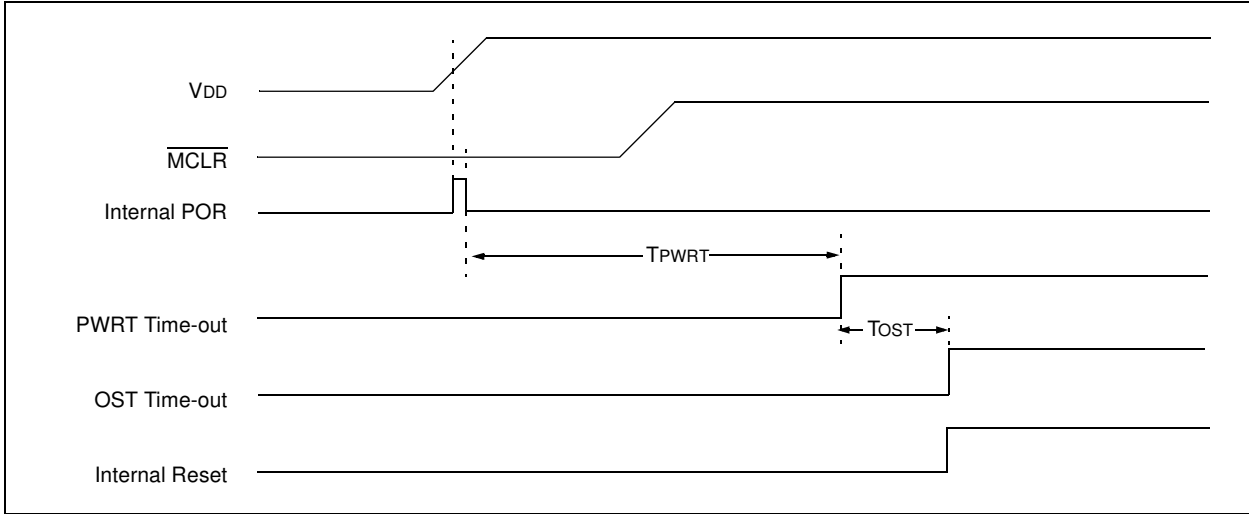 VDD
MCLR
Internal POR
TPWRT
PWRT Time-out
TOST
OST Time-out
Internal Reset